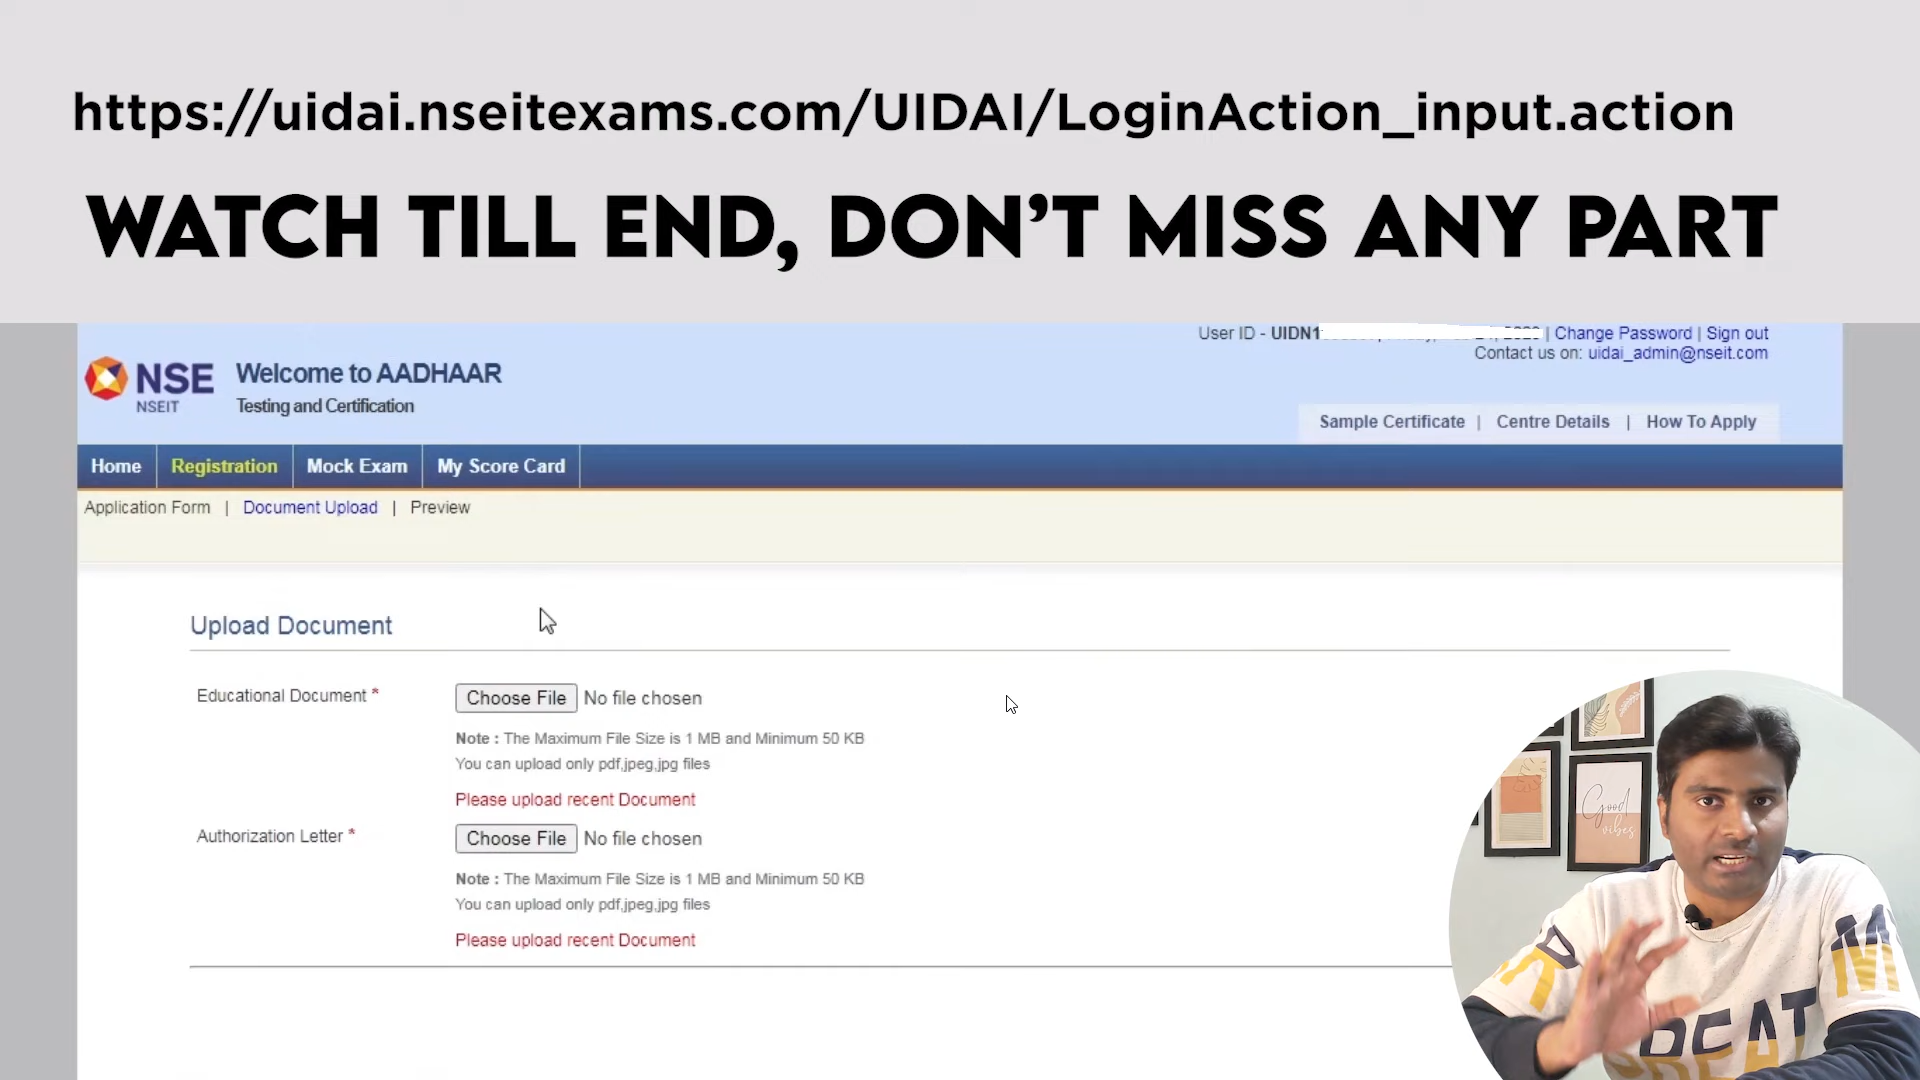 https://uidai.nseitexams.com/UIDAI/LoginAction_input.action
WATCH TILL END, DON'T MISS ANY PART
User ID - UIDN1 | Change Password | Sign out
Contact us on: uidai_admin@nseit.com
NSE
NSEIT
Welcome to AADHAAR
Testing and Certification
Sample Certificate | Centre Details | How To Apply
Home Registration Mock Exam My Score Card
Application Form | Document Upload | Preview
Upload Document
Educational Document * Choose File No file chosen
Note : The Maximum File Size is 1 MB and Minimum 50 KB
You can upload only pdf,jpeg,jpg files
Please upload recent Document
Authorization Letter * Choose File No file chosen
Note : The Maximum File Size is 1 MB and Minimum 50 KB
You can upload only pdf,jpeg,jpg files
Please upload recent Document
Good
vibes
GREAT